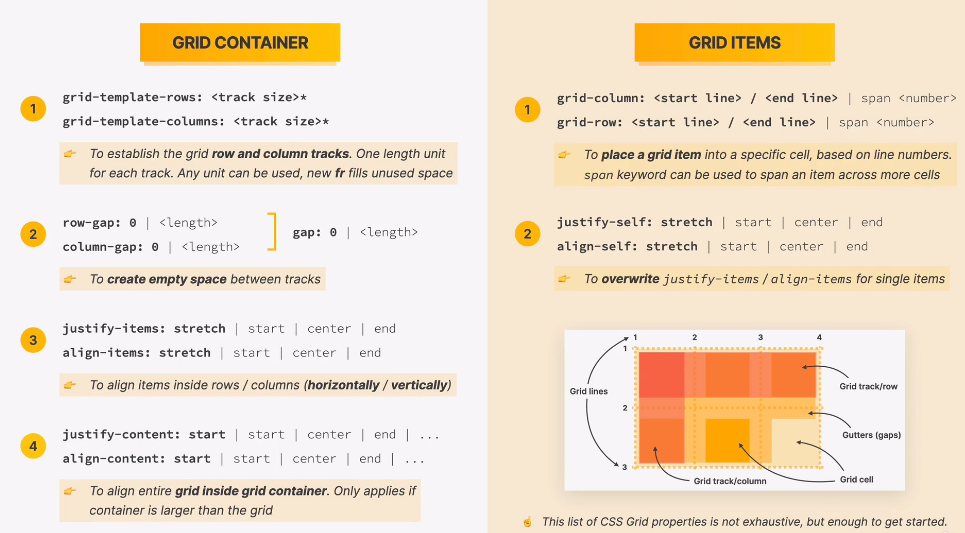 GRID CONTAINER
1
grid-template-rows: <track size>*
grid-template-columns: <track size>*
To establish the grid row and column tracks. One length unit
for each track. Any unit can be used, new fr fills unused space
2
row-gap: 0 | <length>
column-gap: 0 | <length>
gap: 0 | <length>
To create empty space between tracks
3
justify-items: stretch | start | center | end
align-items: stretch | start | center | end
To align items inside rows / columns (horizontally / vertically)
4
justify-content: start | start | center | end | ...
align-content: start | start | center | end | ...
To align entire grid inside grid container. Only applies if
container is larger than the grid
GRID ITEMS
1
grid-column: <start line> / <end line> | span <number>
grid-row: <start line> / <end line> | span <number>
To place a grid item into a specific cell, based on line numbers.
span keyword can be used to span an item across more cells
2
justify-self: stretch | start | center | end
align-self: stretch | start | center | end
To overwrite justify-items / align-items for single items
1 2 3 4
1
Grid track/row
Grid lines
2
Gutters (gaps)
3
Grid track/column
Grid cell
This list of CSS Grid properties is not exhaustive, but enough to get started.